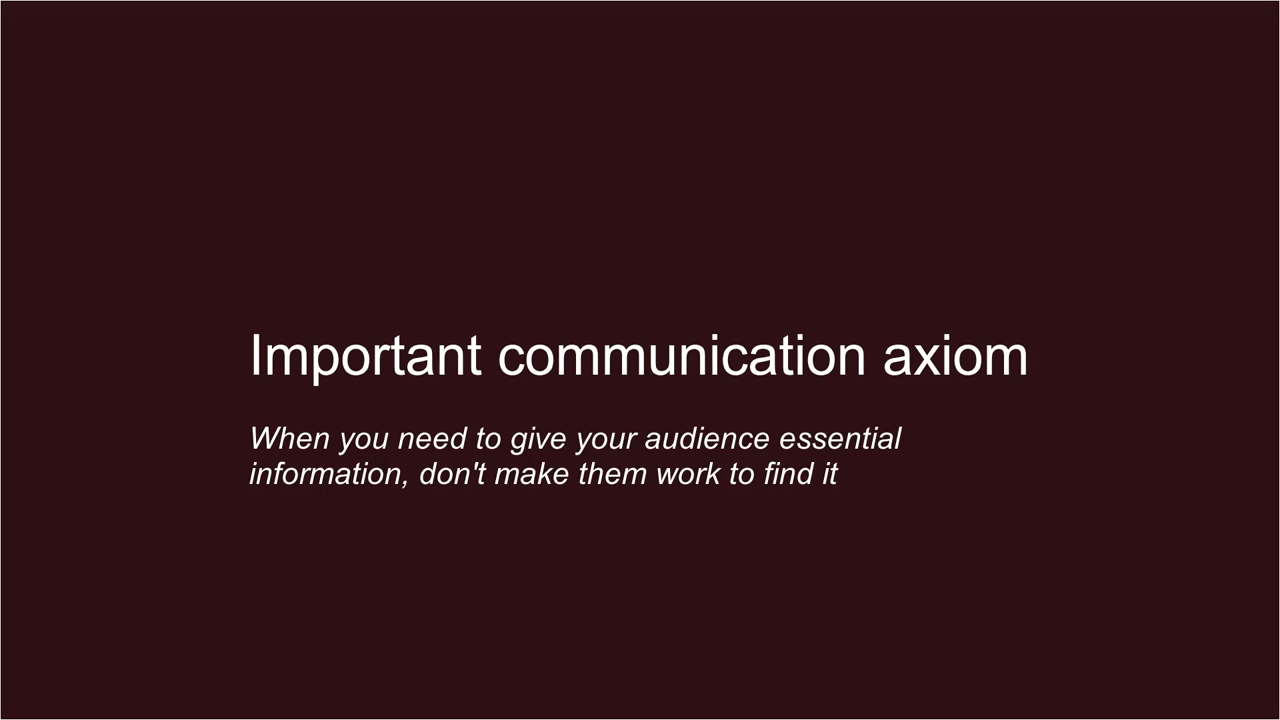 Important communication axiom
When you need to give your audience essential
information, don't make them work to find it